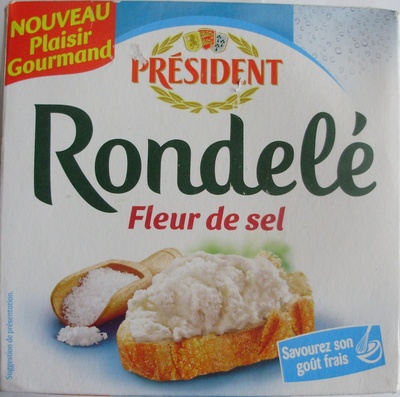 NOUVEAU
Plaisir
Gourmand
PRÉSIDENT
Rondelé
Fleur de sel
Savourez son
goût frais
Suggestion de présentation.